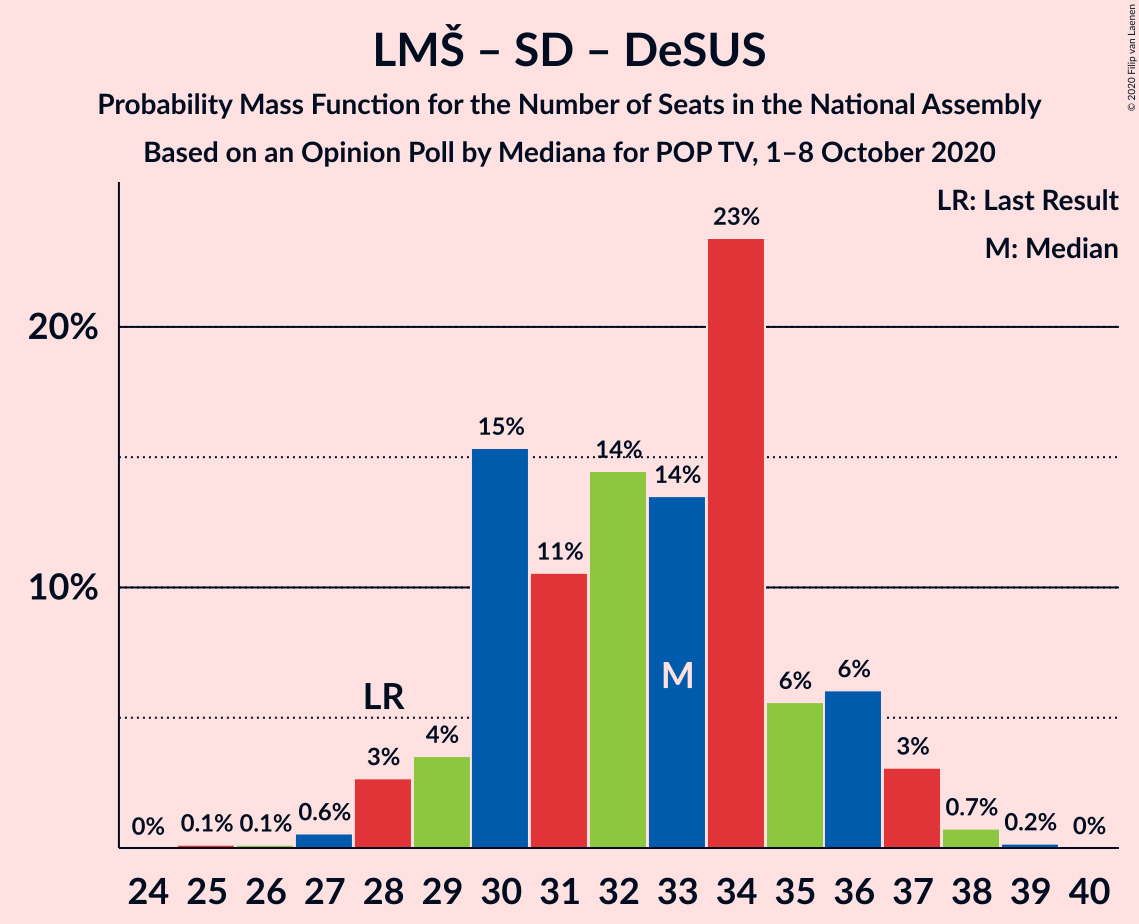 LMŠ – SD – DeSUS
Probability Mass Function for the Number of Seats in the National Assembly
Based on an Opinion Poll by Mediana for POP TV, 1–8 October 2020
© 2020 Filip van Laenen
LR: Last Result
M: Median
20%
10%
0%
0.1%
0.1%
0.6%
LR
3%
4%
15%
11%
14%
14%
M
23%
6%
6%
3%
0.7%
0.2%
0%
24 25 26 27 28 29 30 31 32 33 34 35 36 37 38 39 40